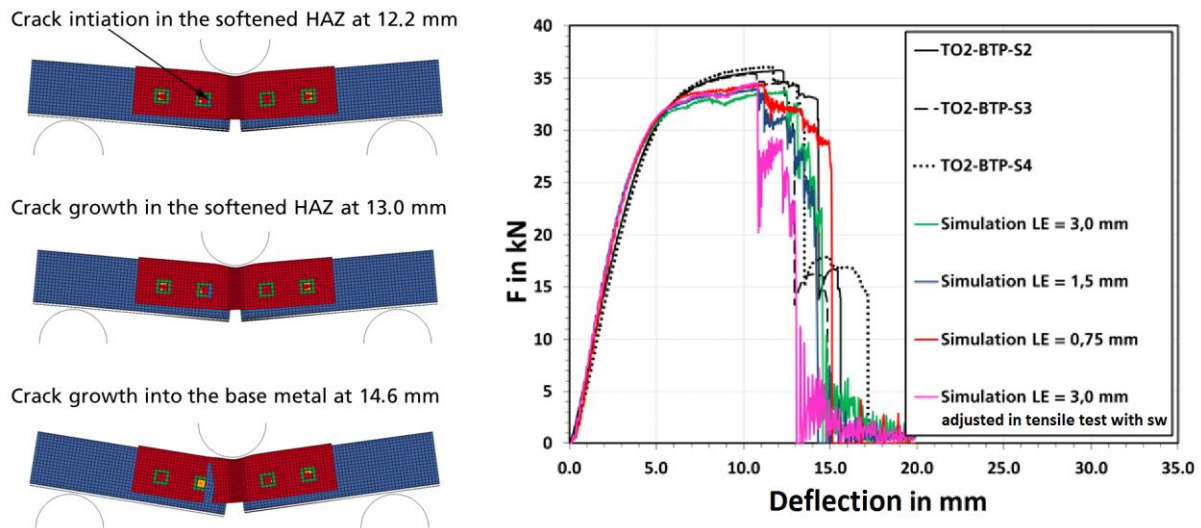 Crack intiation in the softened HAZ at 12.2 mm
Crack growth in the softened HAZ at 13.0 mm
Crack growth into the base metal at 14.6 mm
F in kN
40
35
30
25
20
15
10
5
0
0.0 5.0 10.0 15.0 20.0 25.0 30.0 35.0
Deflection in mm
TO2-BTP-S2
TO2-BTP-S3
TO2-BTP-S4
Simulation LE = 3,0 mm
Simulation LE = 1,5 mm
Simulation LE = 0,75 mm
Simulation LE = 3,0 mm
adjusted in tensile test with sw